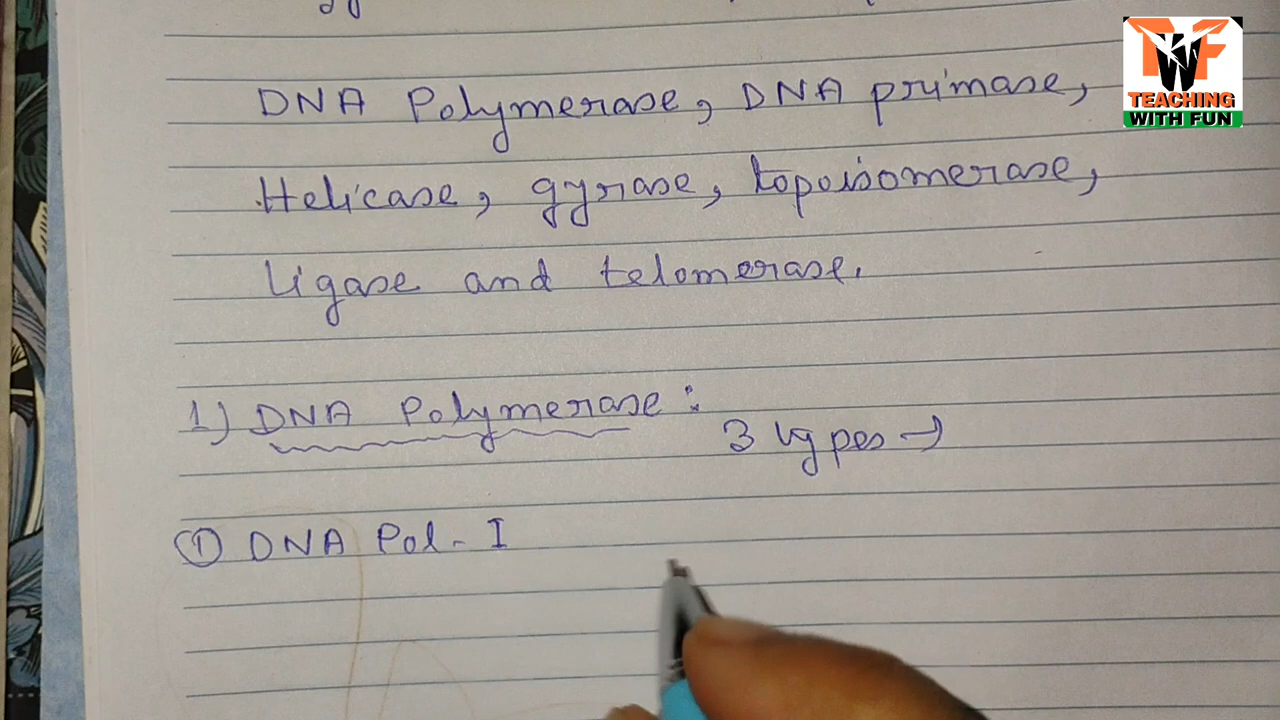 DNA Polymerase, DNA primase,
Helicase, gyrase, topoisomerase,
ligase and telomerase.
1) DNA Polymerase :
3 types →
① DNA Pol - I
TWF
TEACHING
WITH FUN